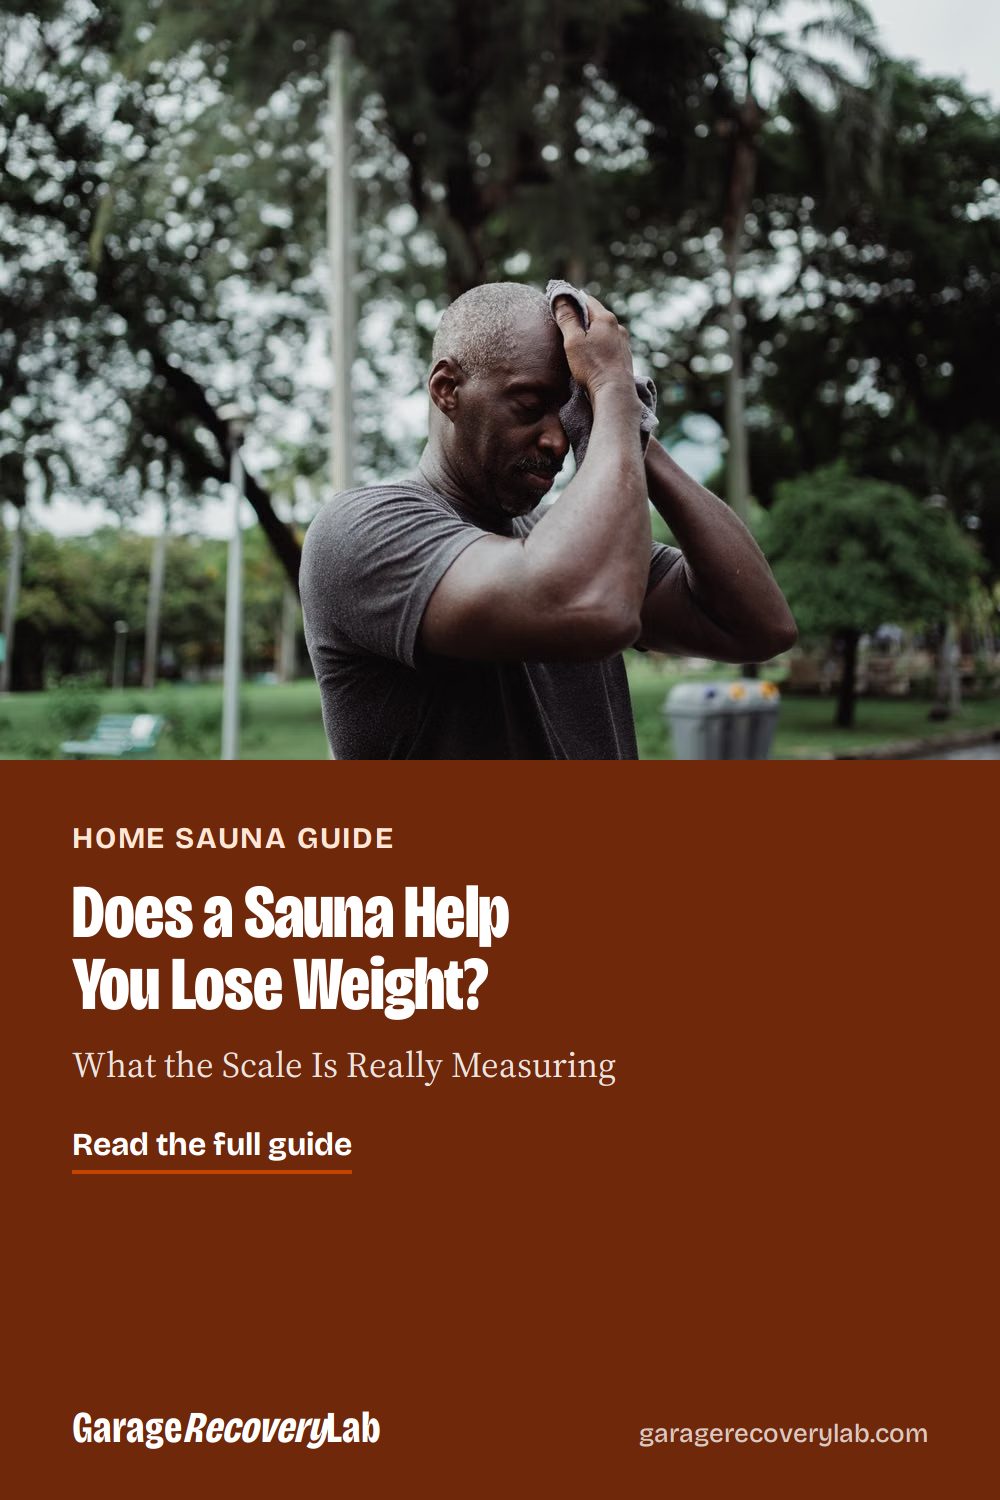 HOME SAUNA GUIDE
Does a Sauna Help
You Lose Weight?
What the Scale Is Really Measuring
Read the full guide
GarageRecoveryLab
garagerecoverylab.com